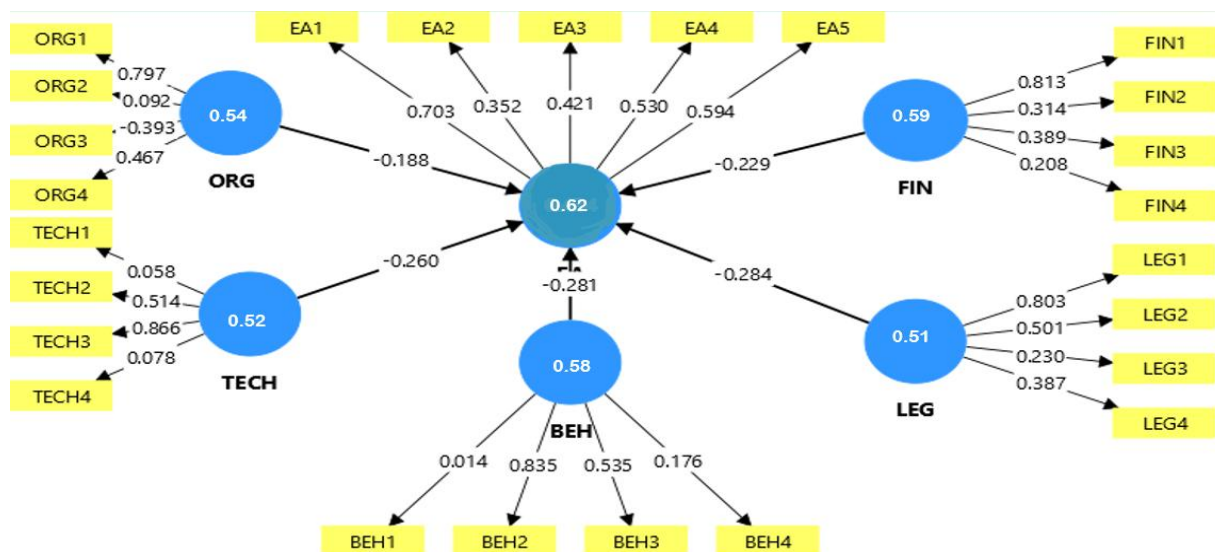 EA1 EA2 EA3 EA4 EA5
ORG1
ORG2
ORG3
ORG4
0.797
0.092
-0.393
0.467
0.54
ORG
0.703 0.352 0.421 0.530 0.594
FIN1
FIN2
FIN3
FIN4
0.813
0.314
0.389
0.208
0.59
FIN
-0.188
-0.229
0.62
TECH1
TECH2
TECH3
TECH4
0.058
0.514
0.866
0.078
0.52
TECH
-0.260
-0.281
-0.284
LEG1
LEG2
LEG3
LEG4
0.803
0.501
0.230
0.387
0.51
LEG
0.58
BEH
0.014 0.835 0.535 0.176
BEH1 BEH2 BEH3 BEH4